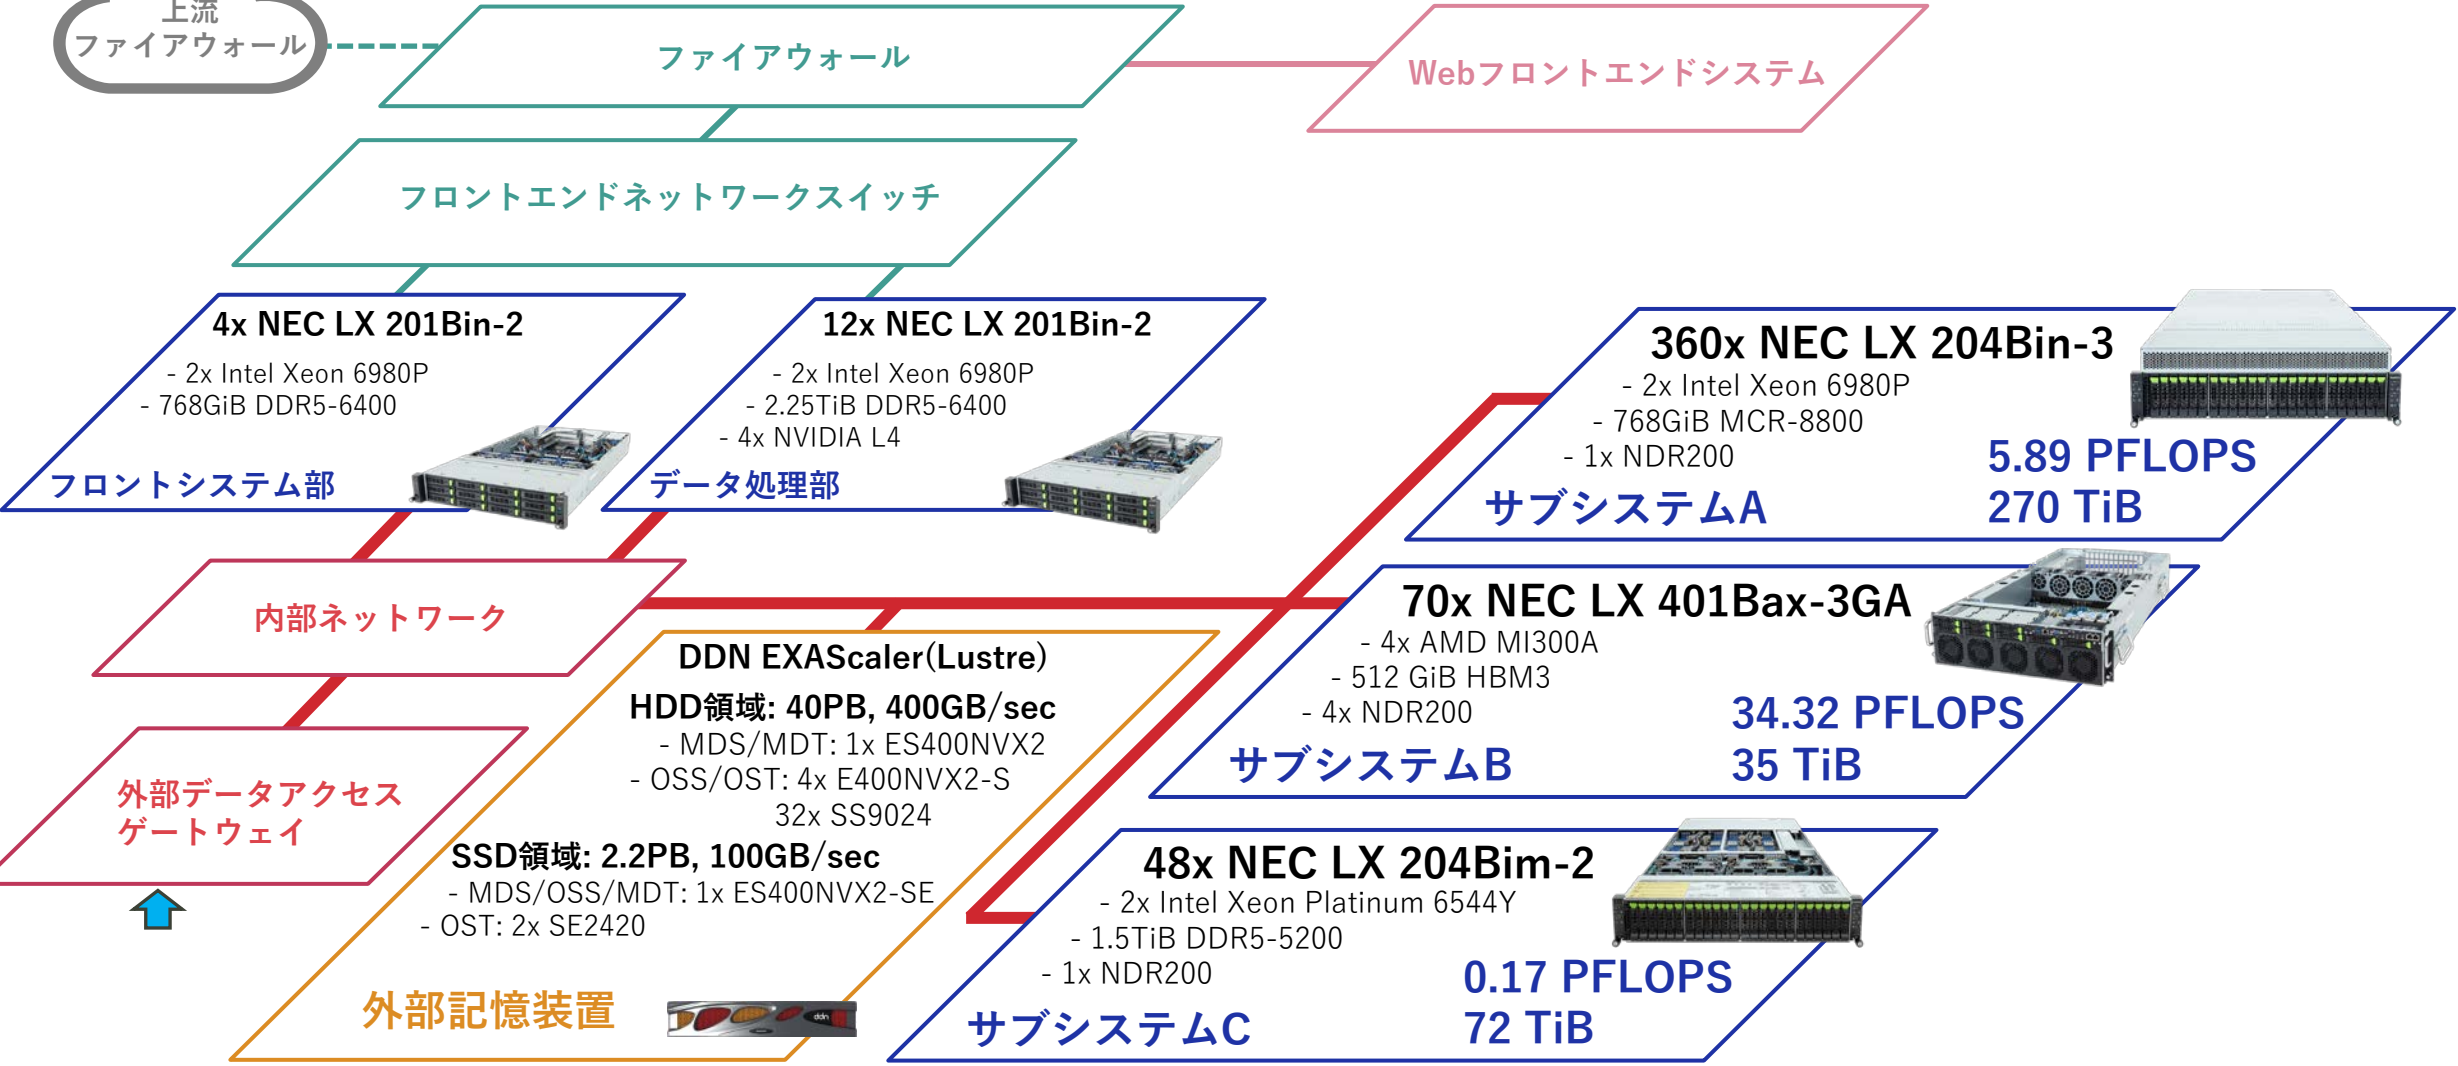 上流
ファイアウォール
ファイアウォール
Webフロントエンドシステム
フロントエンドネットワークスイッチ
4x NEC LX 201Bin-2
- 2x Intel Xeon 6980P
- 768GiB DDR5-6400
フロントシステム部
12x NEC LX 201Bin-2
- 2x Intel Xeon 6980P
- 2.25TiB DDR5-6400
- 4x NVIDIA L4
データ処理部
360x NEC LX 204Bin-3
- 2x Intel Xeon 6980P
- 768GiB MCR-8800
- 1x NDR200
5.89 PFLOPS
270 TiB
サブシステムA
内部ネットワーク
70x NEC LX 401Bax-3GA
- 4x AMD MI300A
- 512 GiB HBM3
- 4x NDR200
34.32 PFLOPS
35 TiB
サブシステムB
外部データアクセス
ゲートウェイ
DDN EXAScaler(Lustre)
HDD領域: 40PB, 400GB/sec
- MDS/MDT: 1x ES400NVX2
- OSS/OST: 4x E400NVX2-S
32x SS9024
SSD領域: 2.2PB, 100GB/sec
- MDS/OSS/MDT: 1x ES400NVX2-SE
- OST: 2x SE2420
外部記憶装置
ddn
48x NEC LX 204Bim-2
- 2x Intel Xeon Platinum 6544Y
- 1.5TiB DDR5-5200
- 1x NDR200
0.17 PFLOPS
72 TiB
サブシステムC